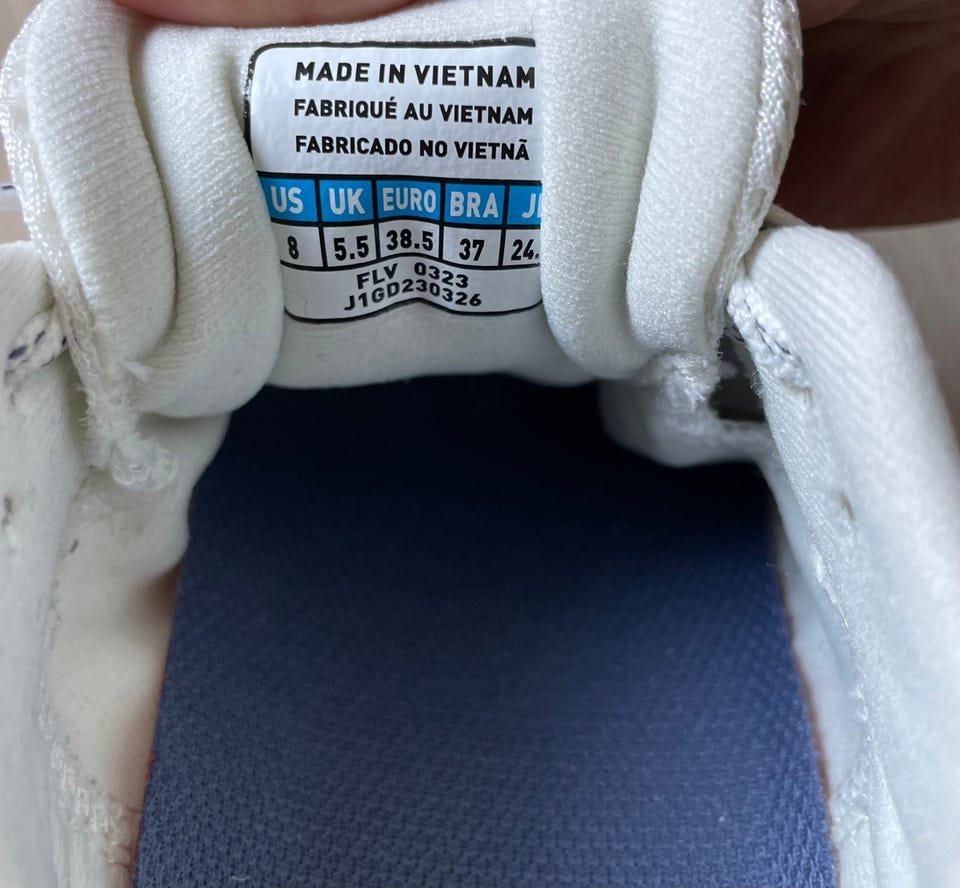 MADE IN VIETNAM
FABRIQUÉ AU VIETNAM
FABRICADO NO VIETNÃ
US UK EURO BRA
8 5.5 38.5 37 24.
FLV 0323
J1GD230326